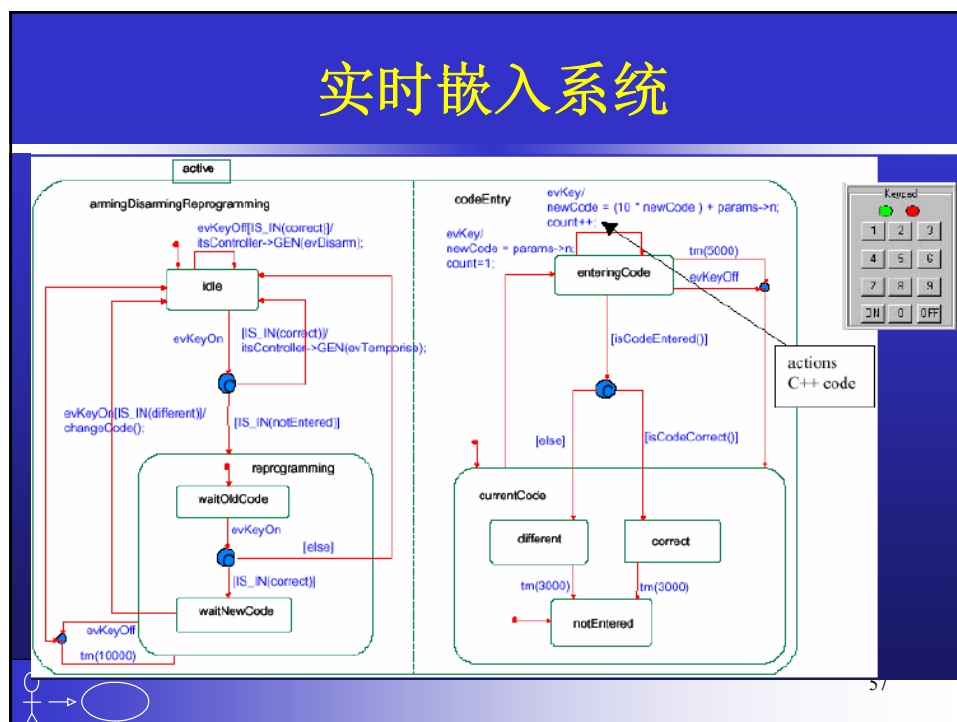 实时嵌入系统
active
armingDisarmingReprogramming
evKeyOff[IS_IN(correct)]/
itsController->GEN(evDisarm);
idle
evKeyOn
[IS_IN(correct)]/
itsController->GEN(evTemporise);
evKeyOn[IS_IN(different)]/
changeCode();
[IS_IN(notEntered)]
reprogramming
waitOldCode
evKeyOn
[else]
[IS_IN(correct)]
waitNewCode
evKeyOff
tm(10000)
codeEntry
evKey/
newCode = (10 * newCode ) + params->n;
count++;
evKey/
newCode = params->n;
count=1;
enteringCode
tm(5000)
evKeyOff
[isCodeEntered()]
[else]
[isCodeCorrect()]
currentCode
different
correct
tm(3000)
tm(3000)
notEntered
Keypad
1 2 3
4 5 6
7 8 9
ON 0 OFF
actions
C++ code
57